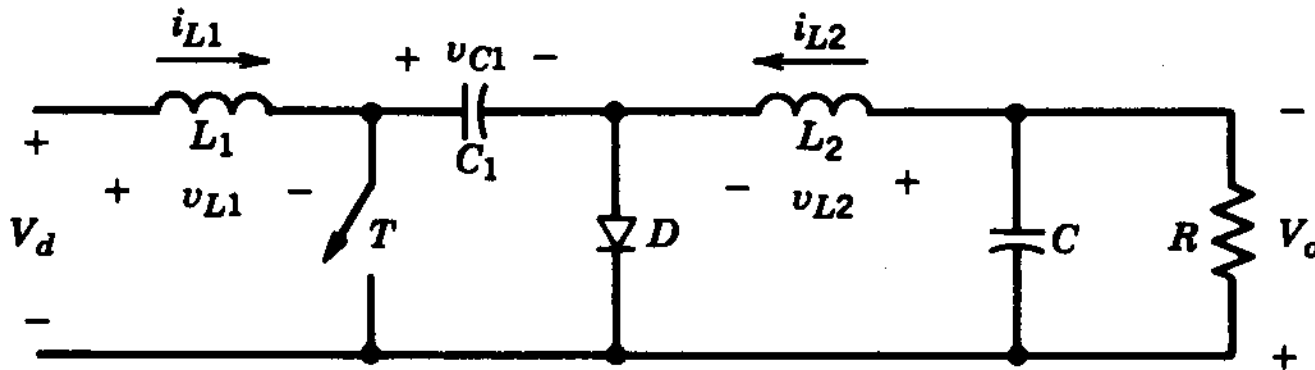 i_{L1}
+ v_{C1} −
i_{L2}
−
+
L_1
C_1
L_2
+ v_{L1} −
− v_{L2} +
V_d
T
D
C
R
V_o
−
+